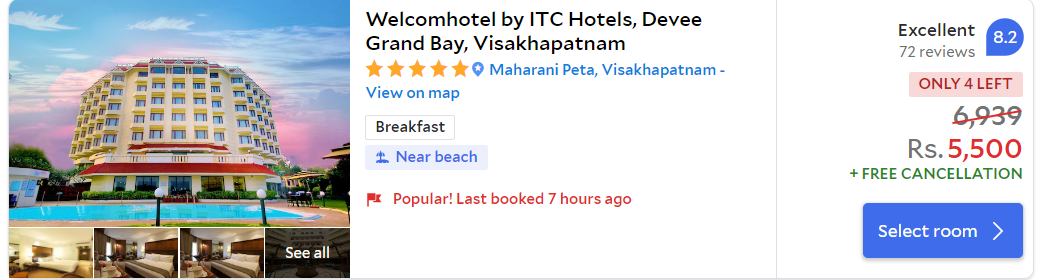 Welcomhotel by ITC Hotels, Devee
Grand Bay, Visakhapatnam
Maharani Peta, Visakhapatnam -
View on map
Breakfast
Near beach
Popular! Last booked 7 hours ago
See all
Excellent
72 reviews
8.2
ONLY 4 LEFT
6,939
Rs. 5,500
+ FREE CANCELLATION
Select room